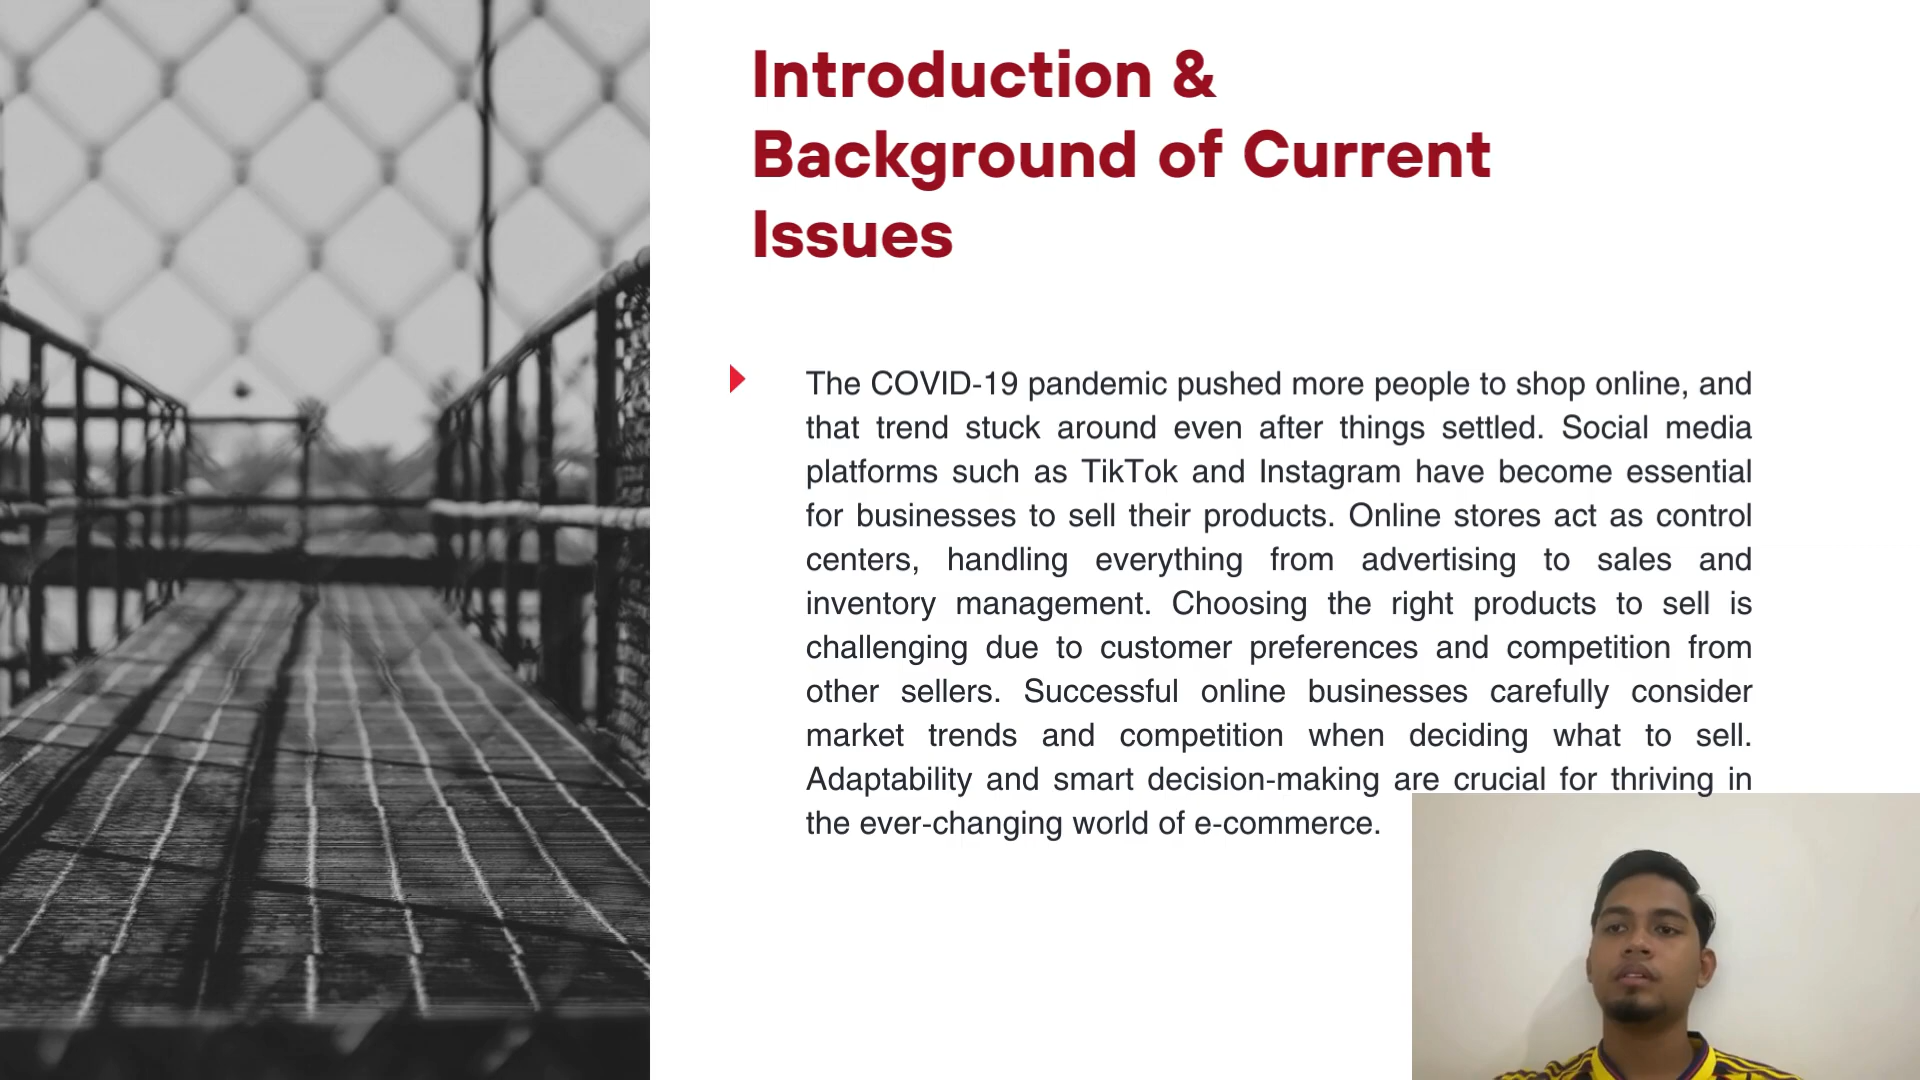 Introduction &
Background of Current
Issues
The COVID-19 pandemic pushed more people to shop online, and
that trend stuck around even after things settled. Social media
platforms such as TikTok and Instagram have become essential
for businesses to sell their products. Online stores act as control
centers, handling everything from advertising to sales and
inventory management. Choosing the right products to sell is
challenging due to customer preferences and competition from
other sellers. Successful online businesses carefully consider
market trends and competition when deciding what to sell.
Adaptability and smart decision-making are crucial for thriving in
the ever-changing world of e-commerce.